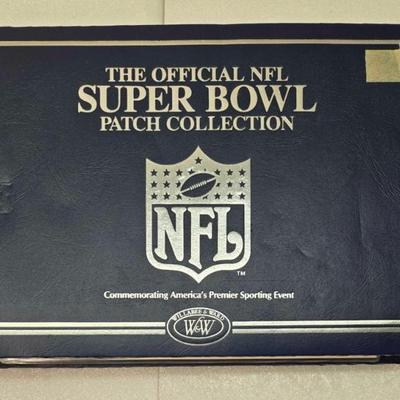 THE OFFICIAL NFL
SUPER BOWL
PATCH COLLECTION
NFL
TM
Commemorating America's Premier Sporting Event
WILLABEE & WARD
W&W